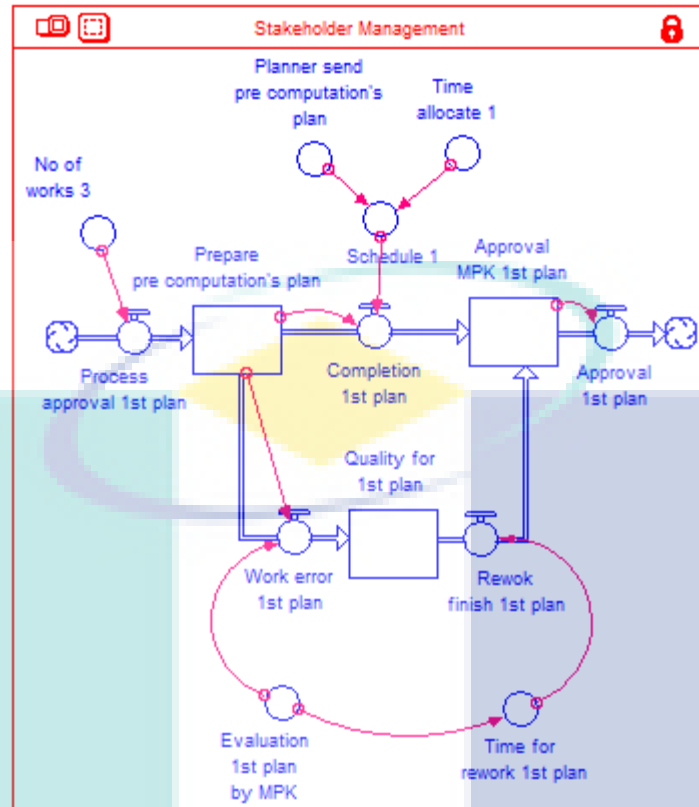 Stakeholder Management
Planner send
pre computation's
plan
Time
allocate 1
No of
works 3
Prepare
pre computation's plan
Schedule 1
Approval
MPK 1st plan
Process
approval 1st plan
Completion
1st plan
Approval
1st plan
Quality for
1st plan
Work error
1st plan
Rewok
finish 1st plan
Evaluation
1st plan
by MPK
Time for
rework 1st plan